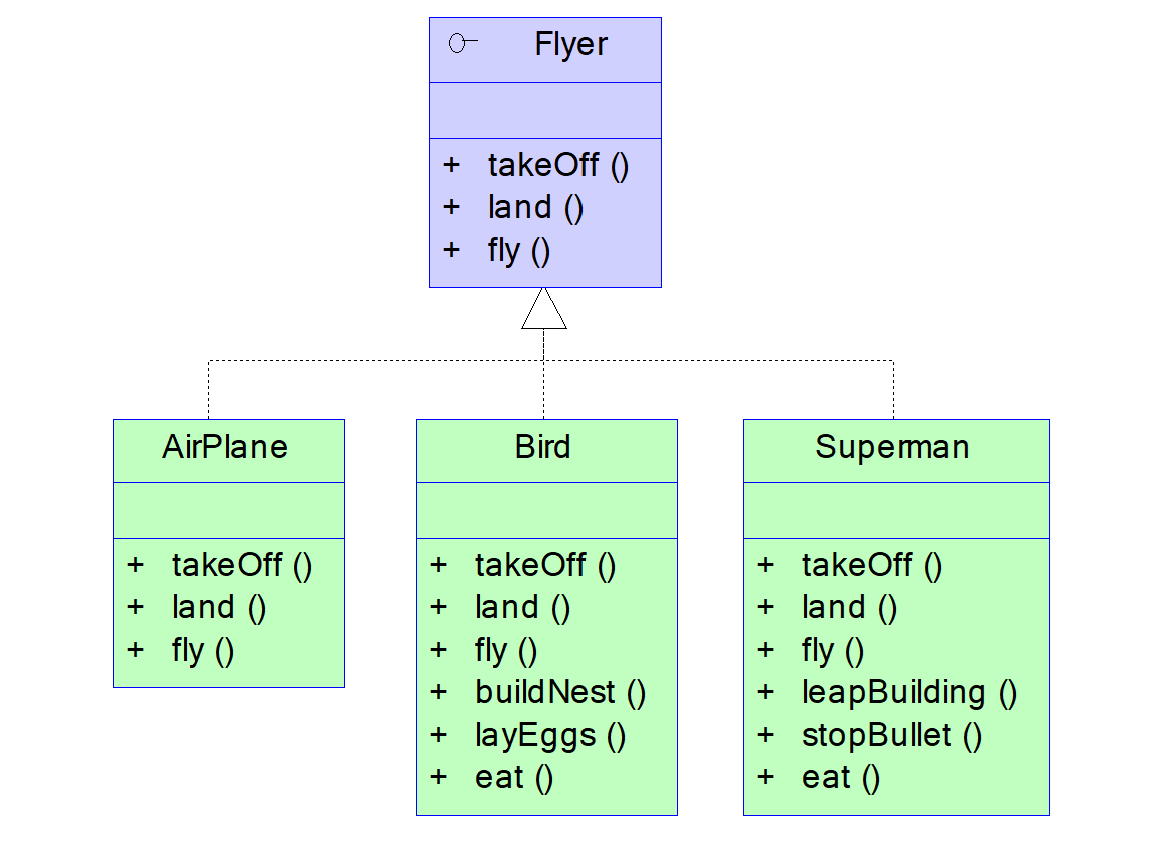 Flyer
+ takeOff ()
+ land ()
+ fly ()
AirPlane
+ takeOff ()
+ land ()
+ fly ()
Bird
+ takeOff ()
+ land ()
+ fly ()
+ buildNest ()
+ layEggs ()
+ eat ()
Superman
+ takeOff ()
+ land ()
+ fly ()
+ leapBuilding ()
+ stopBullet ()
+ eat ()